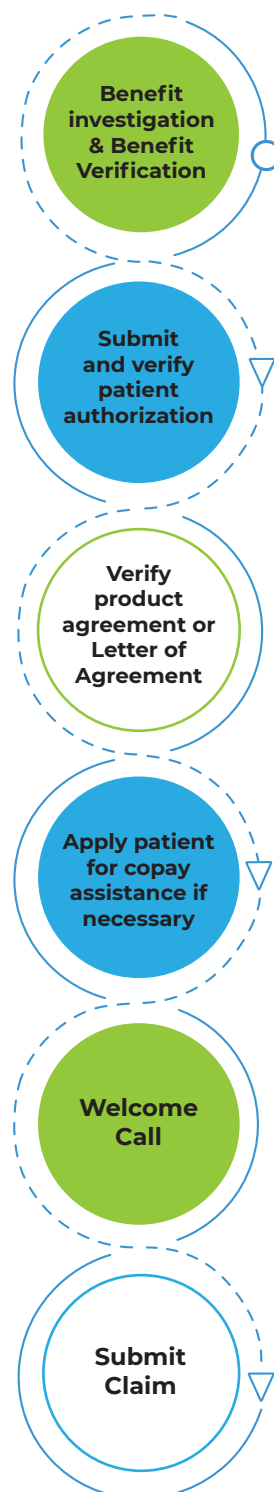 Benefit
investigation
& Benefit
Verification
Submit
and verify
patient
authorization
Verify
product
agreement or
Letter of
Agreement
Apply patient
for copay
assistance if
necessary
Welcome
Call
Submit
Claim